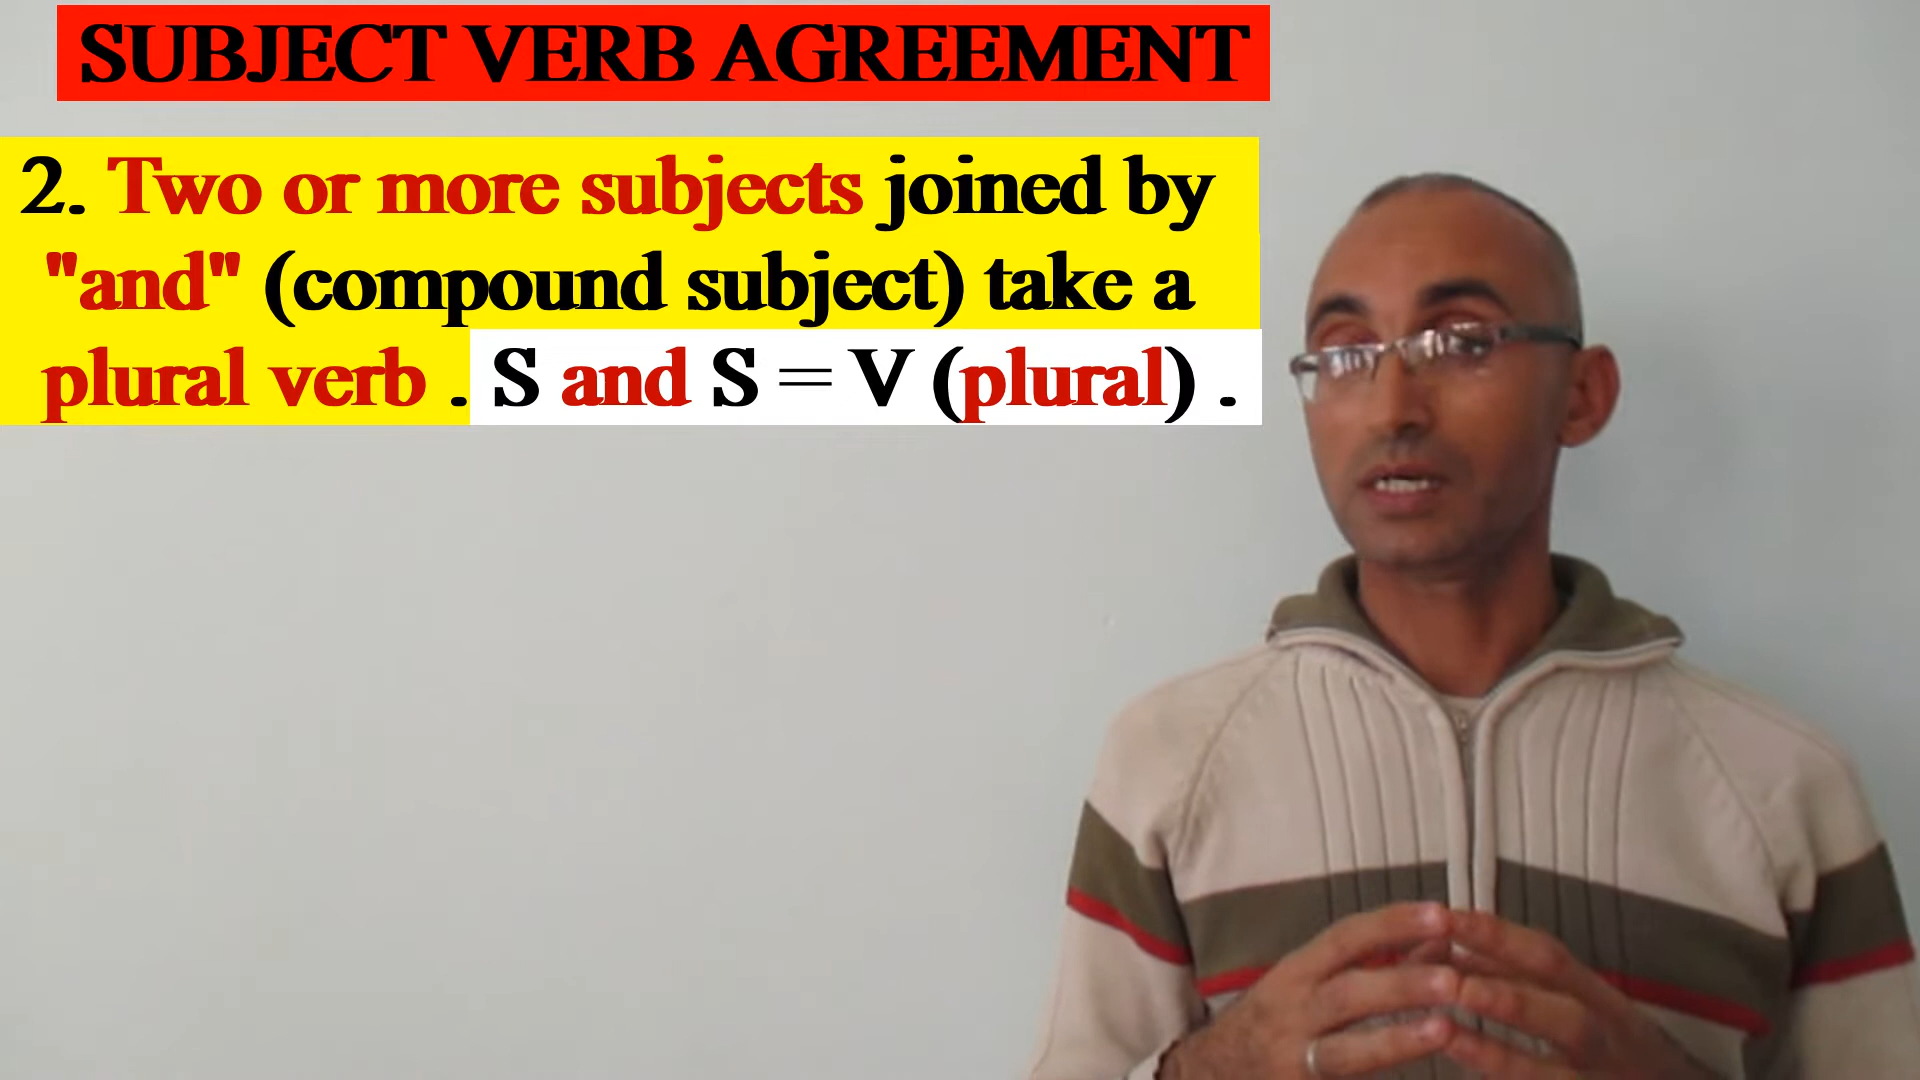 SUBJECT VERB AGREEMENT
2. Two or more subjects joined by
"and" (compound subject) take a
plural verb . S and S = V (plural) .